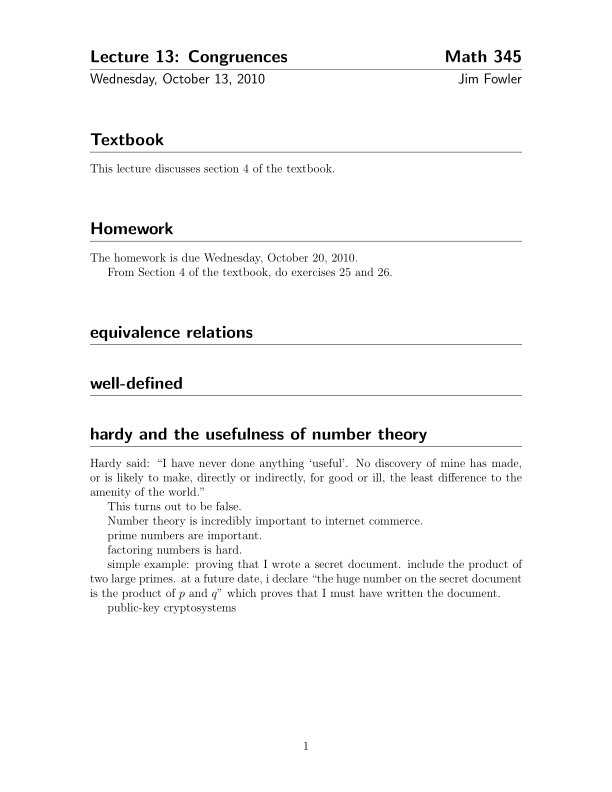 Lecture 13: Congruences Math 345
Wednesday, October 13, 2010 Jim Fowler
Textbook
This lecture discusses section 4 of the textbook.
Homework
The homework is due Wednesday, October 20, 2010.
From Section 4 of the textbook, do exercises 25 and 26.
equivalence relations
well-defined
hardy and the usefulness of number theory
Hardy said: “I have never done anything ‘useful’. No discovery of mine has made,
or is likely to make, directly or indirectly, for good or ill, the least difference to the
amenity of the world.”
This turns out to be false.
Number theory is incredibly important to internet commerce.
prime numbers are important.
factoring numbers is hard.
simple example: proving that I wrote a secret document. include the product of
two large primes. at a future date, i declare “the huge number on the secret document
is the product of p and q” which proves that I must have written the document.
public-key cryptosystems
1